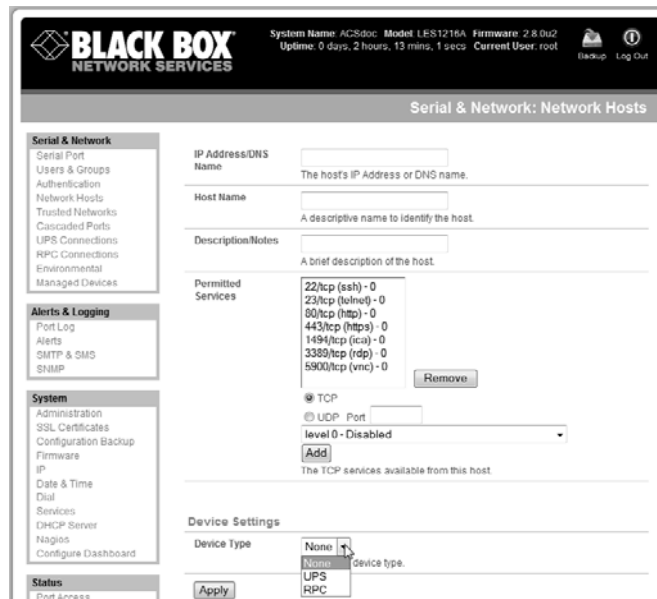 BLACK BOX
NETWORK SERVICES
System Name: ACSdoc Model: LES1216A Firmware: 2.8.0u2
Uptime: 0 days, 2 hours, 13 mins, 1 secs Current User: root
Backup
Log Out
Serial & Network: Network Hosts
Serial & Network
Serial Port
Users & Groups
Authentication
Network Hosts
Trusted Networks
Cascaded Ports
UPS Connections
RPC Connections
Environmental
Managed Devices
Alerts & Logging
Port Log
Alerts
SMTP & SMS
SNMP
System
Administration
SSL Certificates
Configuration Backup
Firmware
IP
Date & Time
Dial
Services
DHCP Server
Nagios
Configure Dashboard
Status
Port Access
IP Address/DNS
Name
The host's IP Address or DNS name.
Host Name
A descriptive name to identify the host.
Description/Notes
A brief description of the host.
Permitted
Services
22/tcp (ssh) - 0
23/tcp (telnet) - 0
80/tcp (http) - 0
443/tcp (https) - 0
1494/tcp (ica) - 0
3389/tcp (rdp) - 0
5900/tcp (vnc) - 0
Remove
TCP
UDP Port
level 0 - Disabled
Add
The TCP services available from this host.
Device Settings
Device Type
None
None device type.
UPS
RPC
Apply